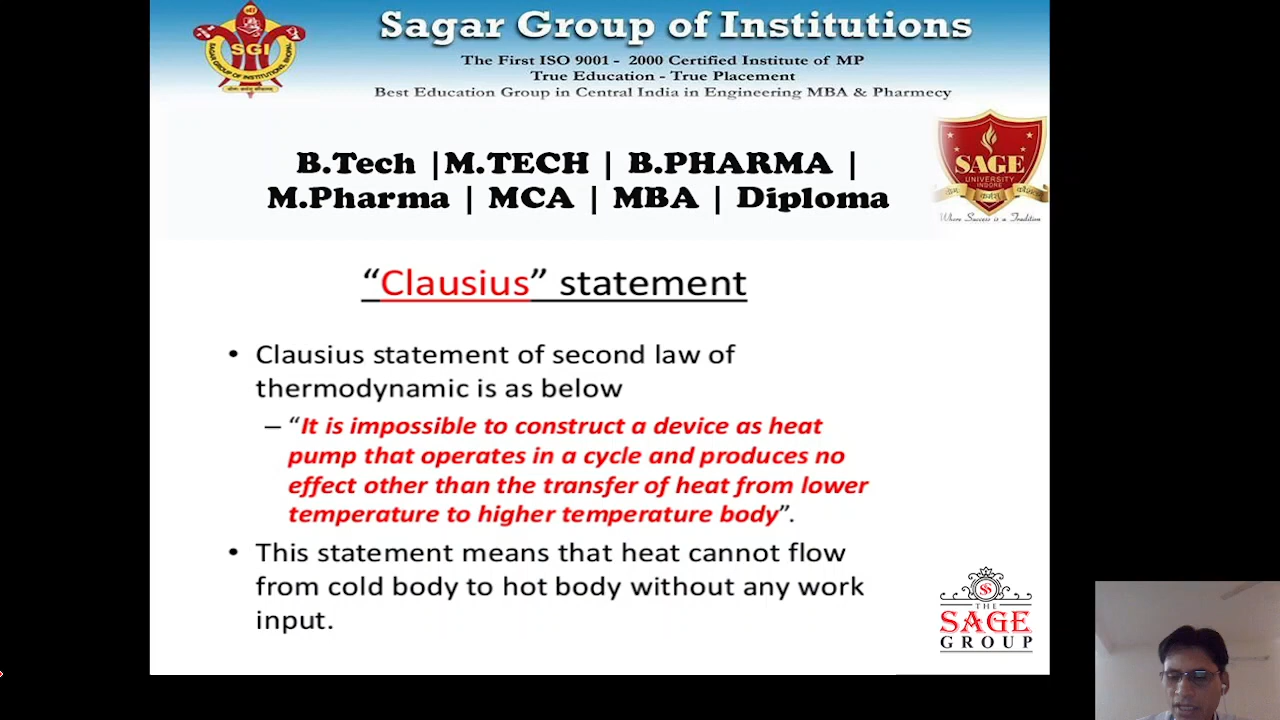 Sagar Group of Institutions
SGI
The First ISO 9001 - 2000 Certified Institute of MP
True Education - True Placement
Best Education Group in Central India in Engineering MBA & Pharmecy
B.Tech |M.TECH | B.PHARMA |
M.Pharma | MCA | MBA | Diploma
SAGE
UNIVERSITY
INDORE
Where Success is a Tradition
“Clausius” statement
• Clausius statement of second law of
thermodynamic is as below
– “It is impossible to construct a device as heat
pump that operates in a cycle and produces no
effect other than the transfer of heat from lower
temperature to higher temperature body”.
• This statement means that heat cannot flow
from cold body to hot body without any work
input.
THE
SAGE
GROUP